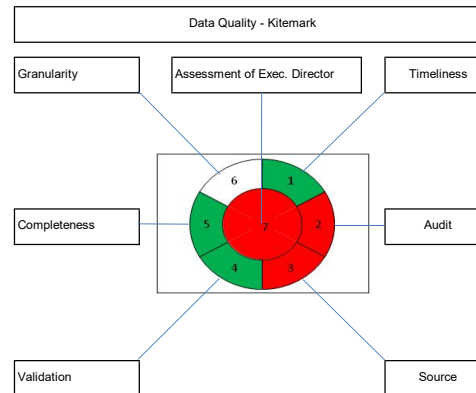 Data Quality - Kitemark
Granularity
Assessment of Exec. Director
Timeliness
6
1
Completeness
5
7
2
Audit
4
3
Validation
Source